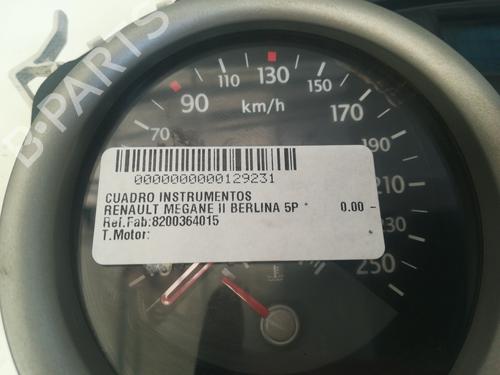 B-PARTS
110 130 150
90 km/h 170
70 190
210
0000000000129231
CUADRO INSTRUMENTOS
RENAULT MEGANE II BERLINA 5P * 0.00 -
Ref.Fab:8200364015
T.Motor:
250